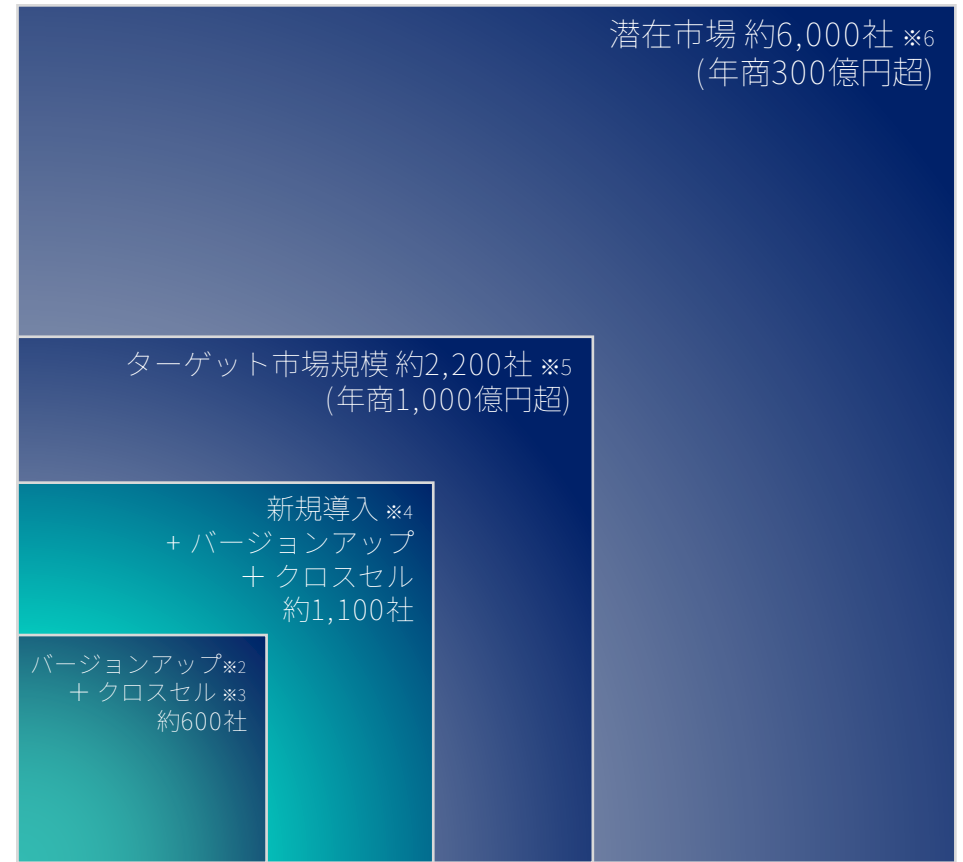 潜在市場 約6,000社 ※6
(年商300億円超)
ターゲット市場規模 約2,200社 ※5
(年商1,000億円超)
新規導入 ※4
+ バージョンアップ
＋ クロスセル
約1,100社
バージョンアップ※2
＋ クロスセル ※3
約600社